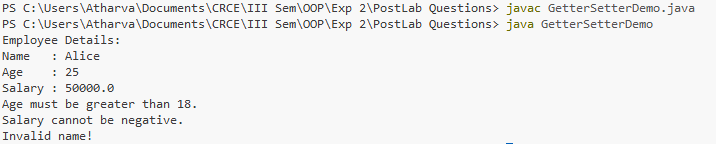 PS C:\Users\Atharva\Documents\CRCE\III Sem\OOP\Exp 2\PostLab Questions> javac GetterSetterDemo.java
PS C:\Users\Atharva\Documents\CRCE\III Sem\OOP\Exp 2\PostLab Questions> java GetterSetterDemo
Employee Details:
Name   : Alice
Age    : 25
Salary : 50000.0
Age must be greater than 18.
Salary cannot be negative.
Invalid name!